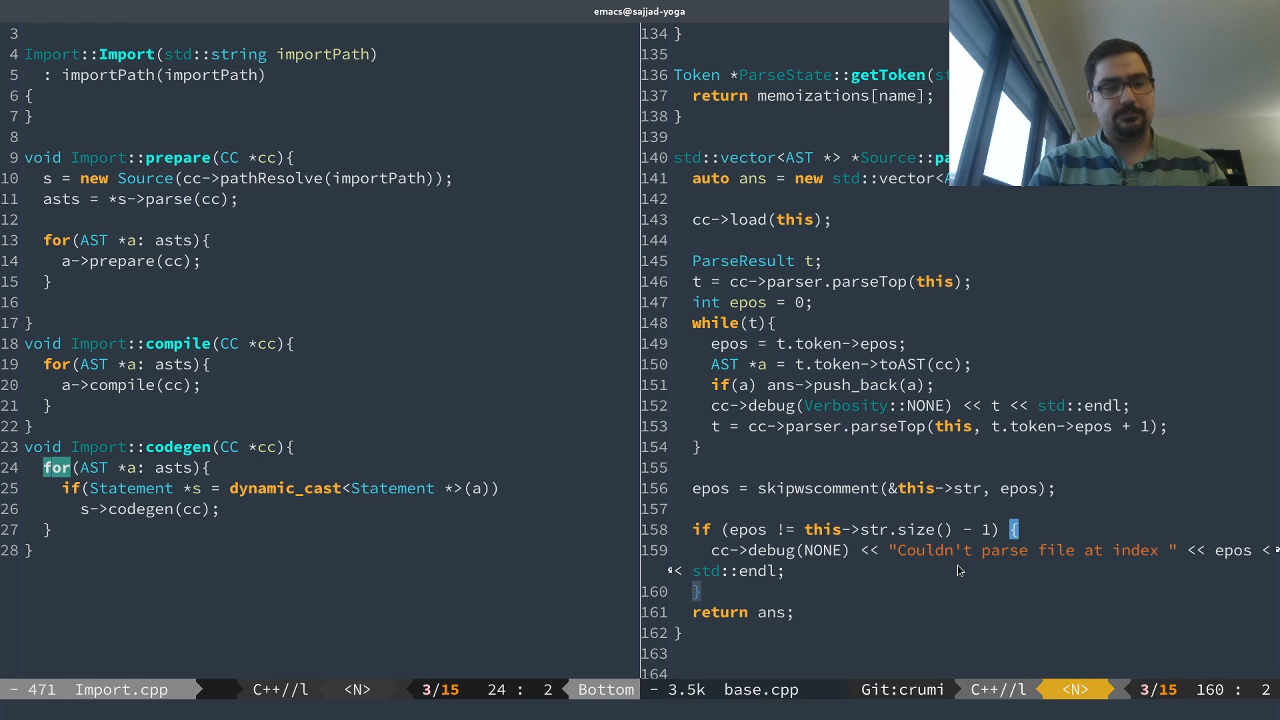 emacs@sajjad-yoga
3
4 Import::Import(std::string importPath)
5   : importPath(importPath)
6 {
7 }
8
9 void Import::prepare(CC *cc){
10   s = new Source(cc->pathResolve(importPath));
11   asts = *s->parse(cc);
12
13   for(AST *a: asts){
14     a->prepare(cc);
15   }
16
17 }
18 void Import::compile(CC *cc){
19   for(AST *a: asts){
20     a->compile(cc);
21   }
22 }
23 void Import::codegen(CC *cc){
24   for(AST *a: asts){
25     if(Statement *s = dynamic_cast<Statement *>(a))
26       s->codegen(cc);
27   }
28 }
- 471 Import.cpp C++//l <N> 3/15 24 : 2 Bottom
134 }
135
136 Token *ParseState::getToken(
137   return memoizations[name];
138 }
139
140 std::vector<AST *> *Source::
141   auto ans = new std::vector<
142
143   cc->load(this);
144
145   ParseResult t;
146   t = cc->parser.parseTop(this);
147   int epos = 0;
148   while(t){
149     epos = t.token->epos;
150     AST *a = t.token->toAST(cc);
151     if(a) ans->push_back(a);
152     cc->debug(Verbosity::NONE) << t << std::endl;
153     t = cc->parser.parseTop(this, t.token->epos + 1);
154   }
155
156   epos = skipwscomment(&this->str, epos);
157
158   if (epos != this->str.size() - 1) {
159     cc->debug(NONE) << "Couldn't parse file at index " << epos <
< std::endl;
160   }
161   return ans;
162 }
163
164
- 3.5k base.cpp Git:crumi C++//l <N> 3/15 160 : 2